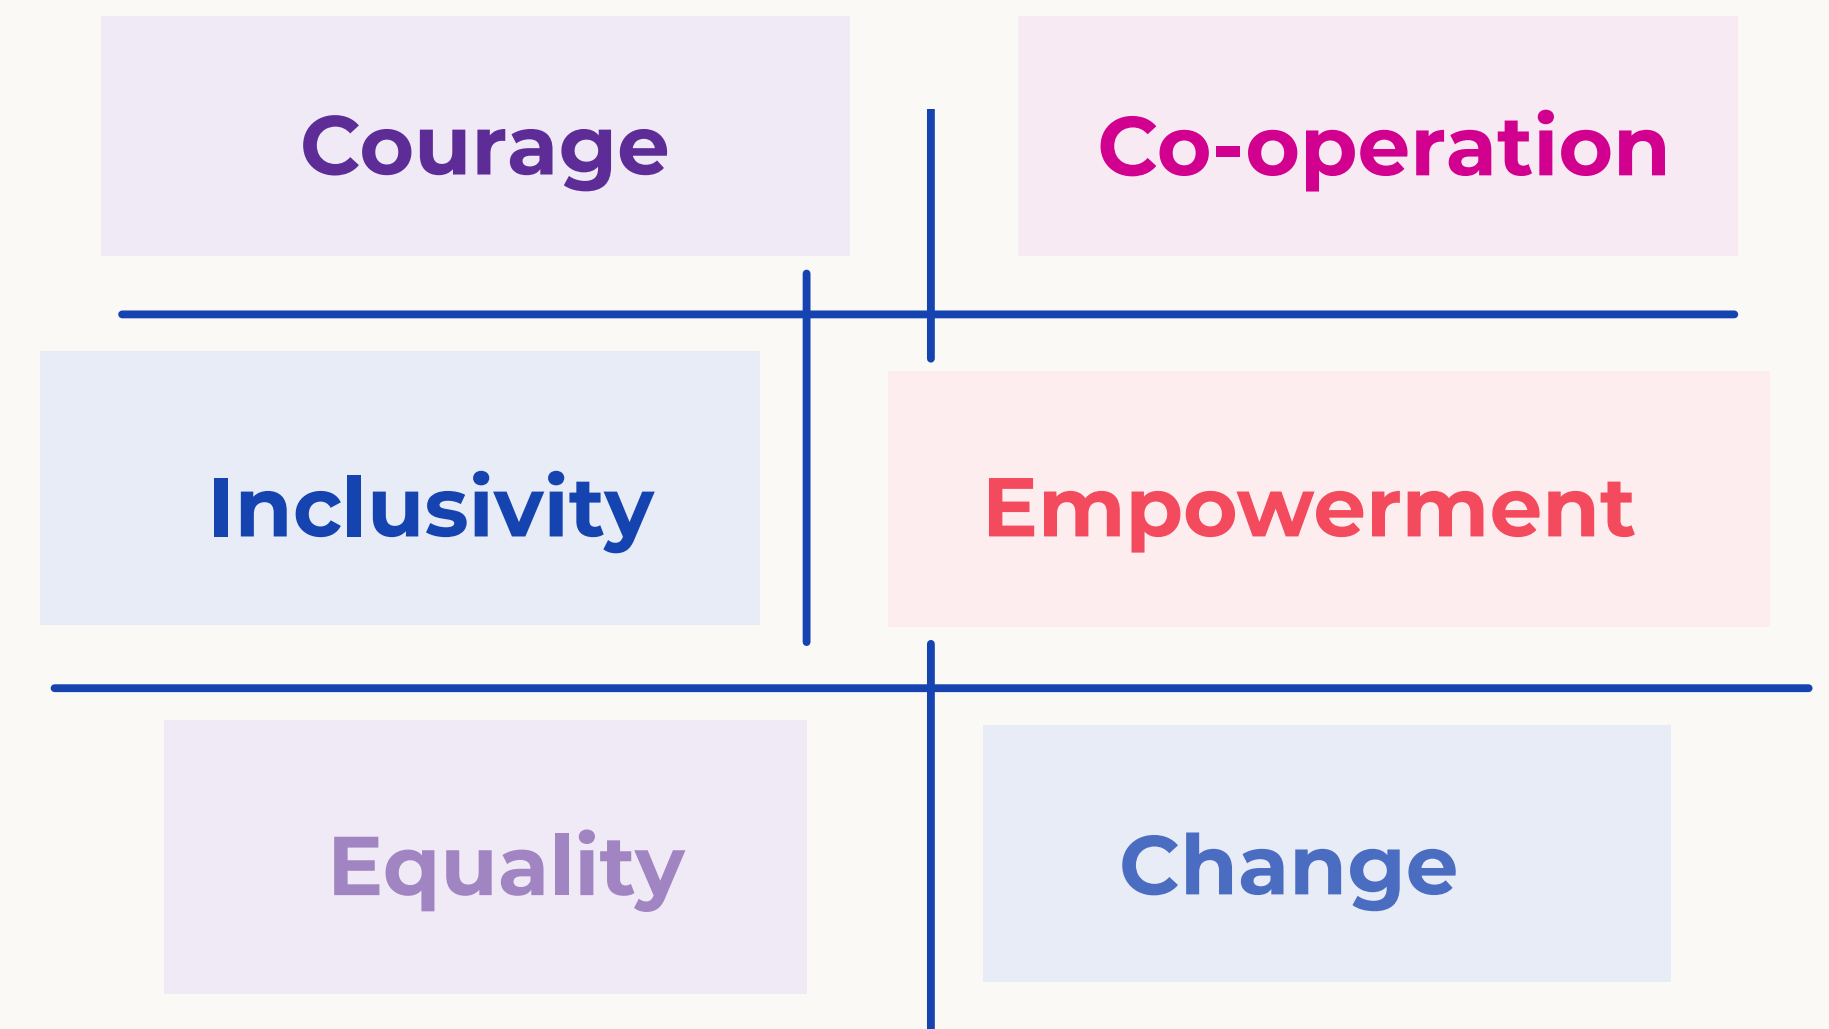 Courage
Co-operation
Inclusivity
Empowerment
Equality
Change